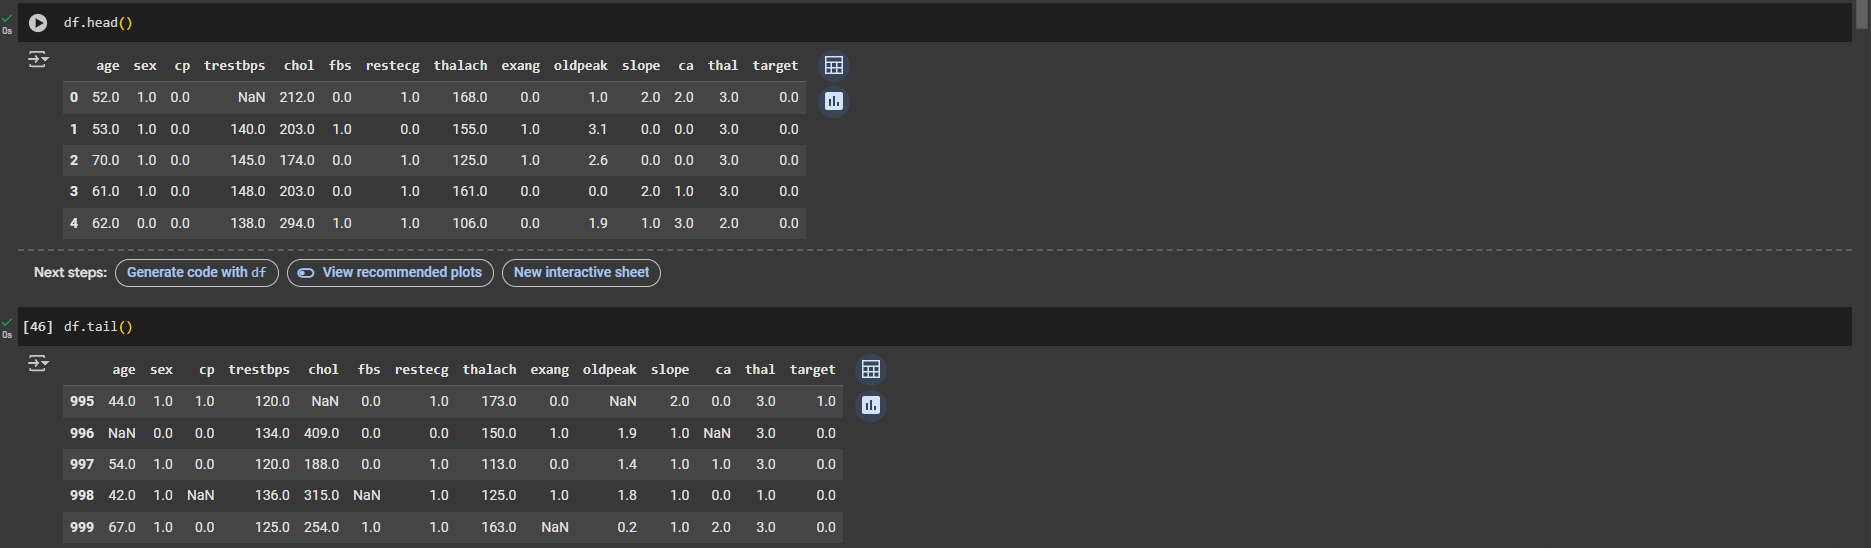 0s df.head()
age sex cp trestbps chol fbs restecg thalach exang oldpeak slope ca thal target
0 52.0 1.0 0.0 NaN 212.0 0.0 1.0 168.0 0.0 1.0 2.0 2.0 3.0 0.0
1 53.0 1.0 0.0 140.0 203.0 1.0 0.0 155.0 1.0 3.1 0.0 0.0 3.0 0.0
2 70.0 1.0 0.0 145.0 174.0 0.0 1.0 125.0 1.0 2.6 0.0 0.0 3.0 0.0
3 61.0 1.0 0.0 148.0 203.0 0.0 1.0 161.0 0.0 0.0 2.0 1.0 3.0 0.0
4 62.0 0.0 0.0 138.0 294.0 1.0 1.0 106.0 0.0 1.9 1.0 3.0 2.0 0.0
Next steps: Generate code with df View recommended plots New interactive sheet
0s [46] df.tail()
age sex cp trestbps chol fbs restecg thalach exang oldpeak slope ca thal target
995 44.0 1.0 1.0 120.0 NaN 0.0 1.0 173.0 0.0 NaN 2.0 0.0 3.0 1.0
996 NaN 0.0 0.0 134.0 409.0 0.0 0.0 150.0 1.0 1.9 1.0 NaN 3.0 0.0
997 54.0 1.0 0.0 120.0 188.0 0.0 1.0 113.0 0.0 1.4 1.0 1.0 3.0 0.0
998 42.0 1.0 NaN 136.0 315.0 NaN 1.0 125.0 1.0 1.8 1.0 0.0 1.0 0.0
999 67.0 1.0 0.0 125.0 254.0 1.0 1.0 163.0 NaN 0.2 1.0 2.0 3.0 0.0